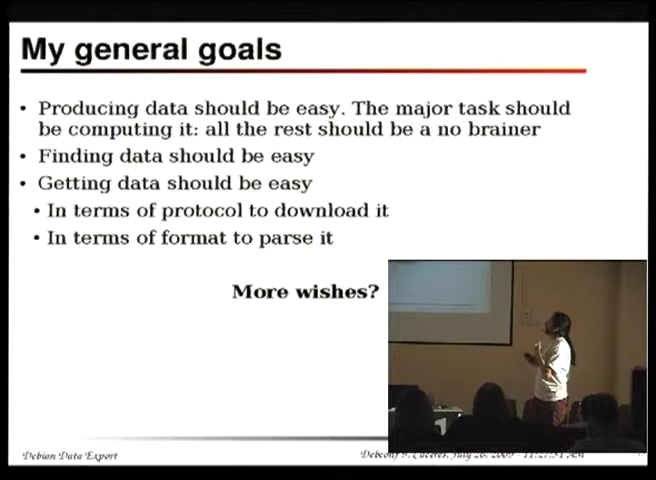 My general goals
• Producing data should be easy. The major task should
be computing it: all the rest should be a no brainer
• Finding data should be easy
• Getting data should be easy
• In terms of protocol to download it
• In terms of format to parse it
More wishes?
Debian Data Export